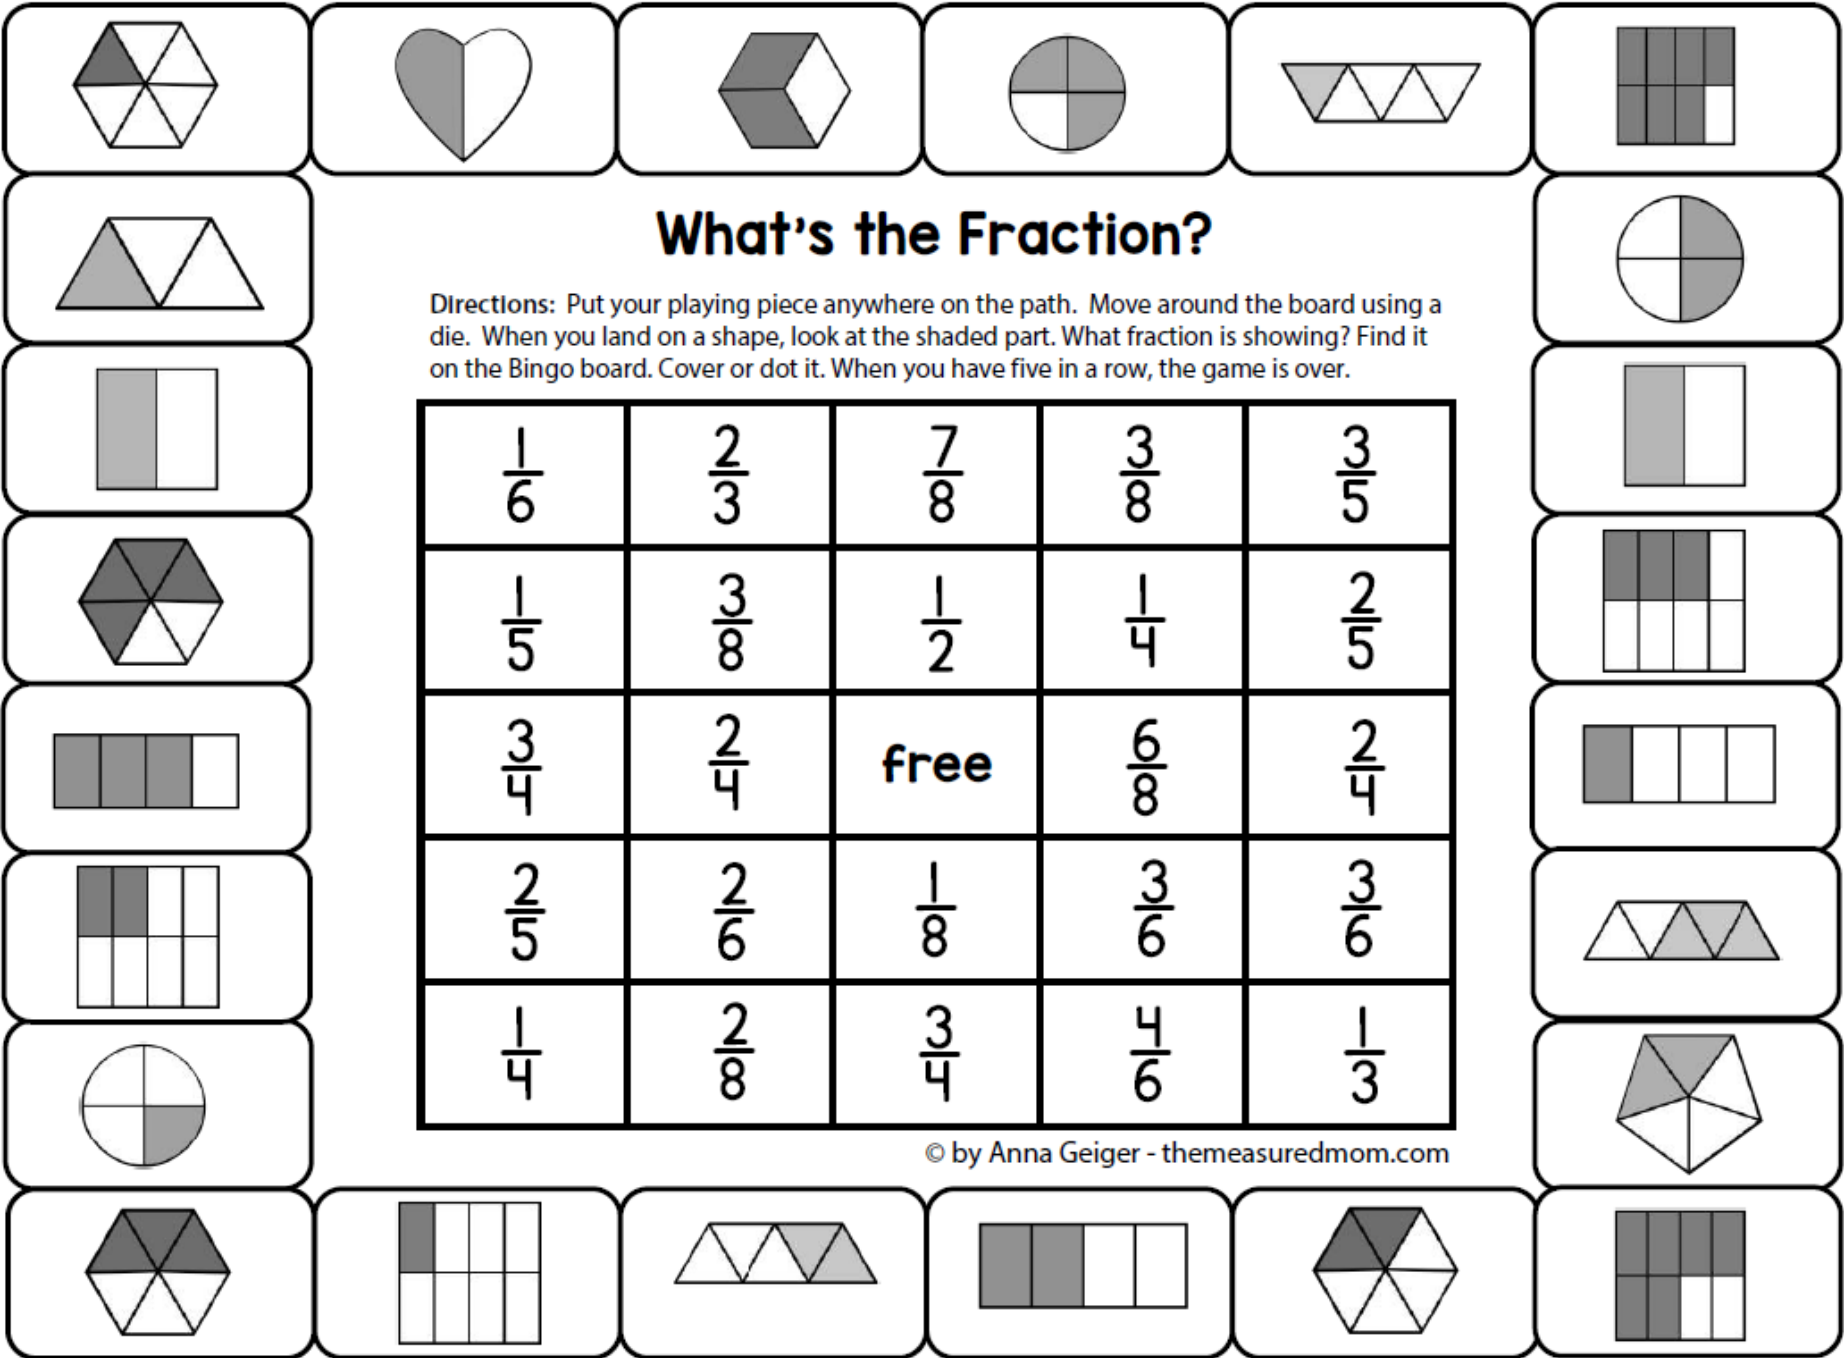 What's the Fraction?
Directions: Put your playing piece anywhere on the path. Move around the board using a
die. When you land on a shape, look at the shaded part. What fraction is showing? Find it
on the Bingo board. Cover or dot it. When you have five in a row, the game is over.
1/6 2/3 7/8 3/8 3/5
1/5 3/8 1/2 1/4 2/5
3/4 2/4 free 6/8 2/4
2/5 2/6 1/8 3/6 3/6
1/4 2/8 3/4 4/6 1/3
© by Anna Geiger - themeasuredmom.com